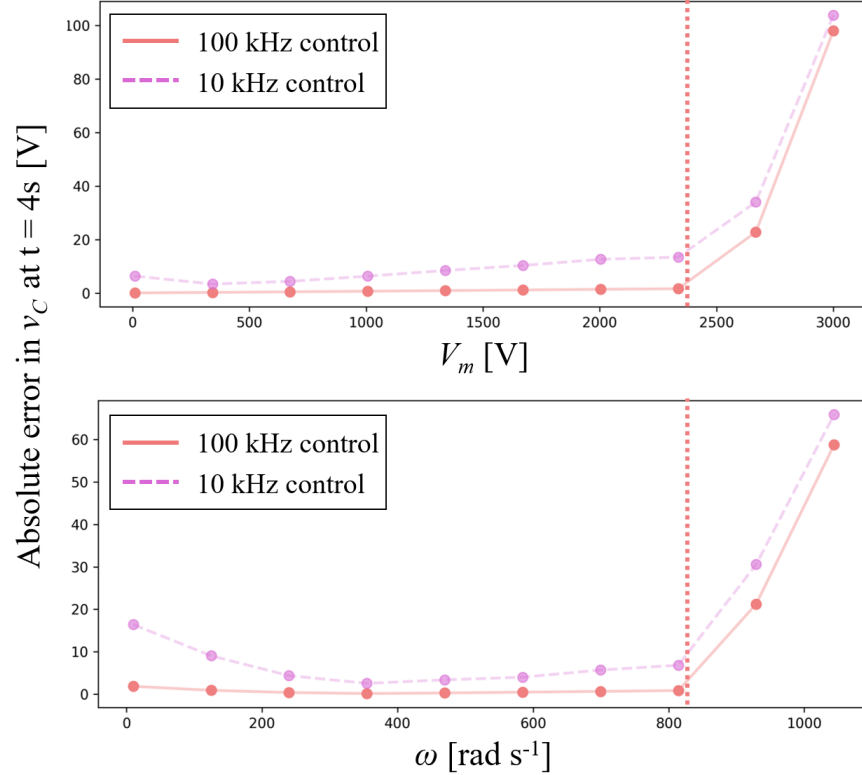 Absolute error in v_C at t = 4s [V]
100 kHz control
10 kHz control
100
80
60
40
20
0
0 500 1000 1500 2000 2500 3000
V_m [V]
100 kHz control
10 kHz control
60
50
40
30
20
10
0
0 200 400 600 800 1000
ω [rad s⁻¹]